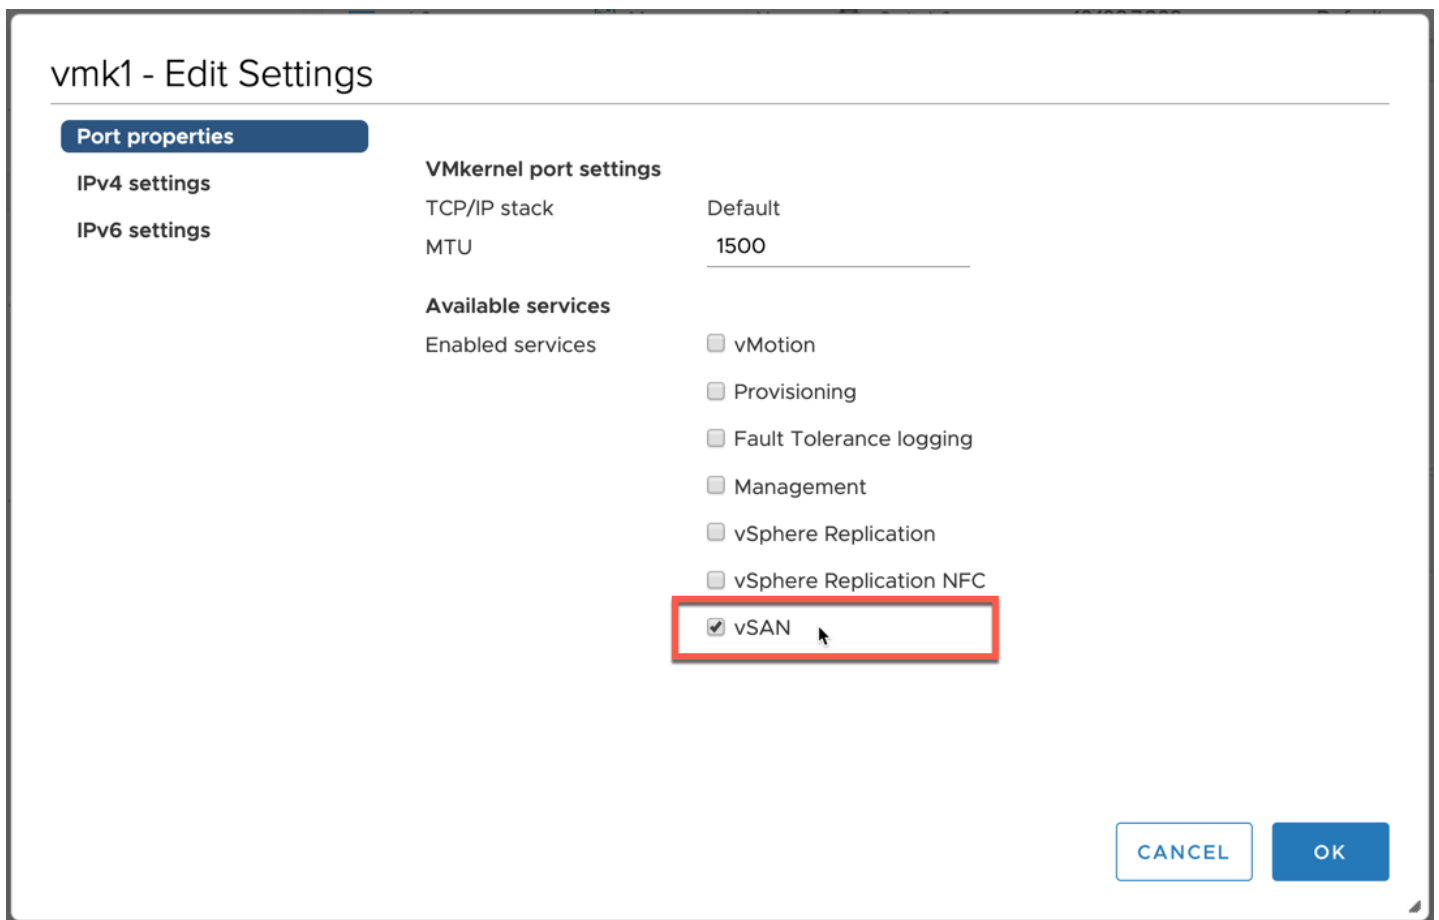 vmk1 - Edit Settings
Port properties
IPv4 settings
IPv6 settings
VMkernel port settings
TCP/IP stack Default
MTU 1500
Available services
Enabled services vMotion
Provisioning
Fault Tolerance logging
Management
vSphere Replication
vSphere Replication NFC
vSAN
CANCEL OK